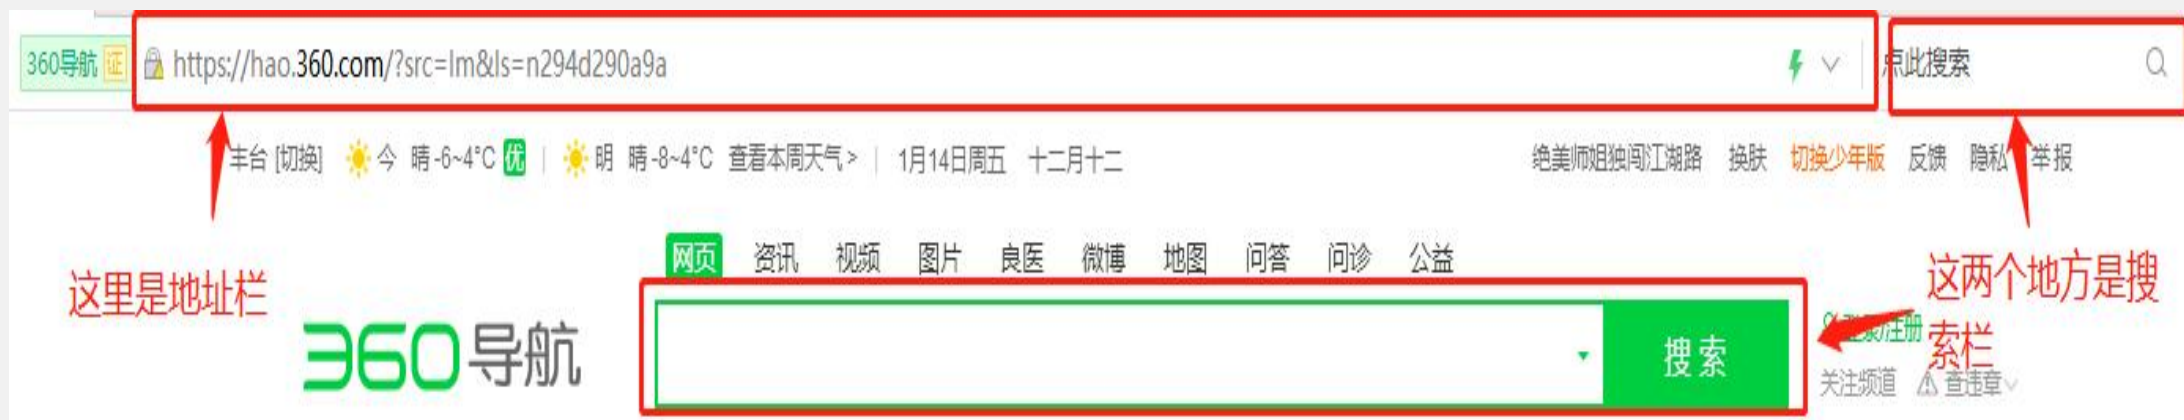 360导航 证 https://hao.360.com/?src=lm&ls=n294d290a9a 点此搜索
丰台 [切换] 今 晴 -6~4°C 优 | 明 晴 -8~4°C 查看本周天气 > | 1月14日周五 十二月十二 绝美师姐独闯江湖路 换肤 切换少年版 反馈 隐私 举报
网页 资讯 视频 图片 良医 微博 地图 问答 问诊 公益
这里是地址栏
360导航
搜索
这两个地方是搜
索栏
注册
关注频道 查违章